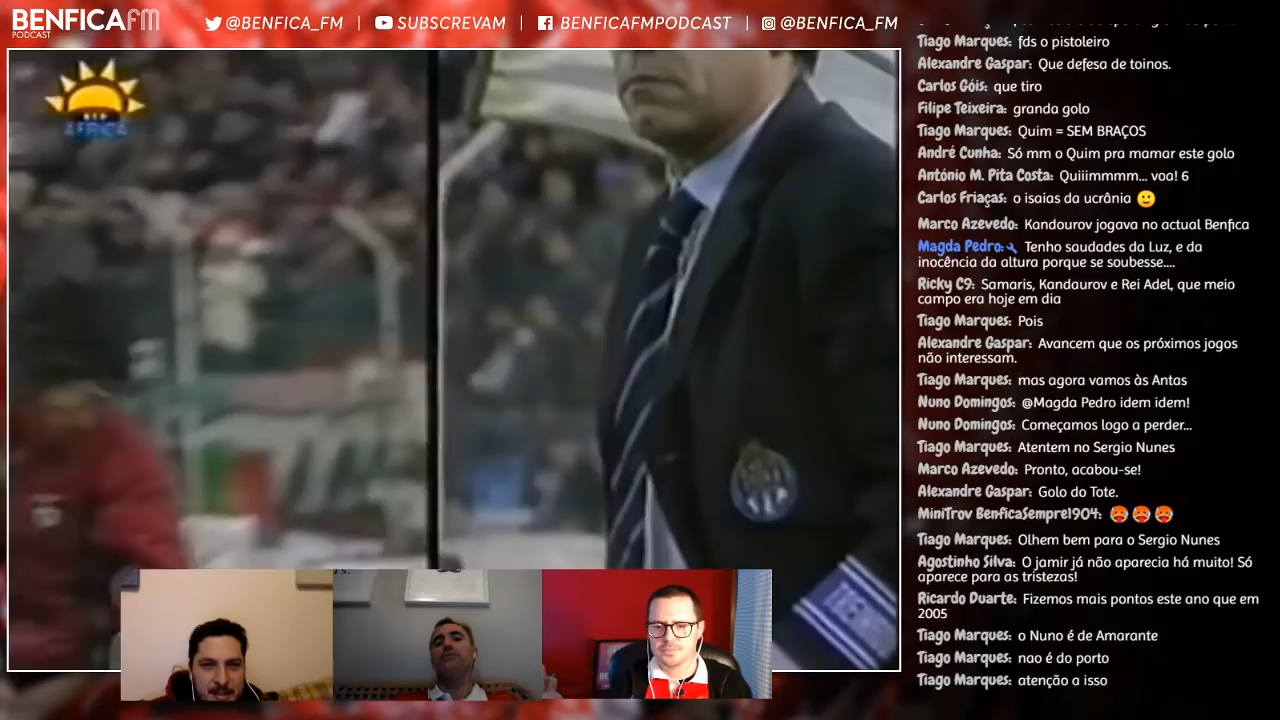 BENFICAFM
PODCAST
@BENFICA_FM | SUBSCREVAM | BENFICAFMPODCAST | @BENFICA_FM
RTP
AFRICA
Tiago Marques: fds o pistoleiro
Alexandre Gaspar: Que defesa de toinos.
Carlos Góis: que tiro
Filipe Teixeira: granda golo
Tiago Marques: Quim = SEM BRAÇOS
André Cunha: Só mm o Quim pra mamar este golo
António M. Pita Costa: Quiiimmmm... voa! 6
Carlos Friaças: o isaias da ucrânia 🙂
Marco Azevedo: Kandourov jogava no actual Benfica
Magda Pedro: Tenho saudades da Luz, e da
inocência da altura porque se soubesse....
Ricky C9: Samaris, Kandaurov e Rei Adel, que meio
campo era hoje em dia
Tiago Marques: Pois
Alexandre Gaspar: Avancem que os próximos jogos
não interessam.
Tiago Marques: mas agora vamos às Antas
Nuno Domingos: @Magda Pedro idem idem!
Nuno Domingos: Começamos logo a perder...
Tiago Marques: Atentem no Sergio Nunes
Marco Azevedo: Pronto, acabou-se!
Alexandre Gaspar: Golo do Tote.
MiniTrov BenficaSempre1904: 🥵🥵🥵
Tiago Marques: Olhem bem para o Sergio Nunes
Agostinho Silva: O jamir já não aparecia há muito! Só
aparece para as tristezas!
Ricardo Duarte: Fizemos mais pontos este ano que em
2005
Tiago Marques: o Nuno é de Amarante
Tiago Marques: nao é do porto
Tiago Marques: atenção a isso